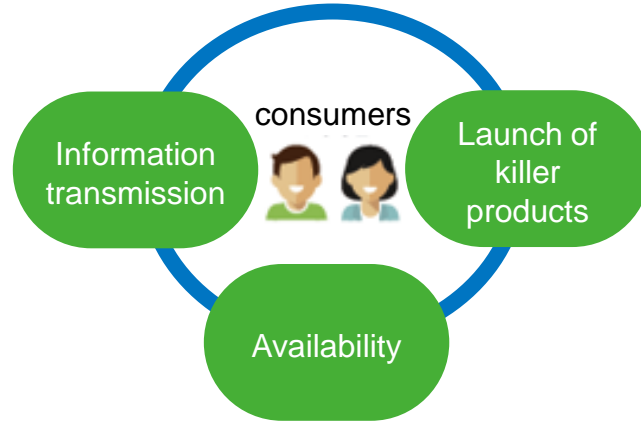 consumers
Information
transmission
Launch of
killer
products
Availability